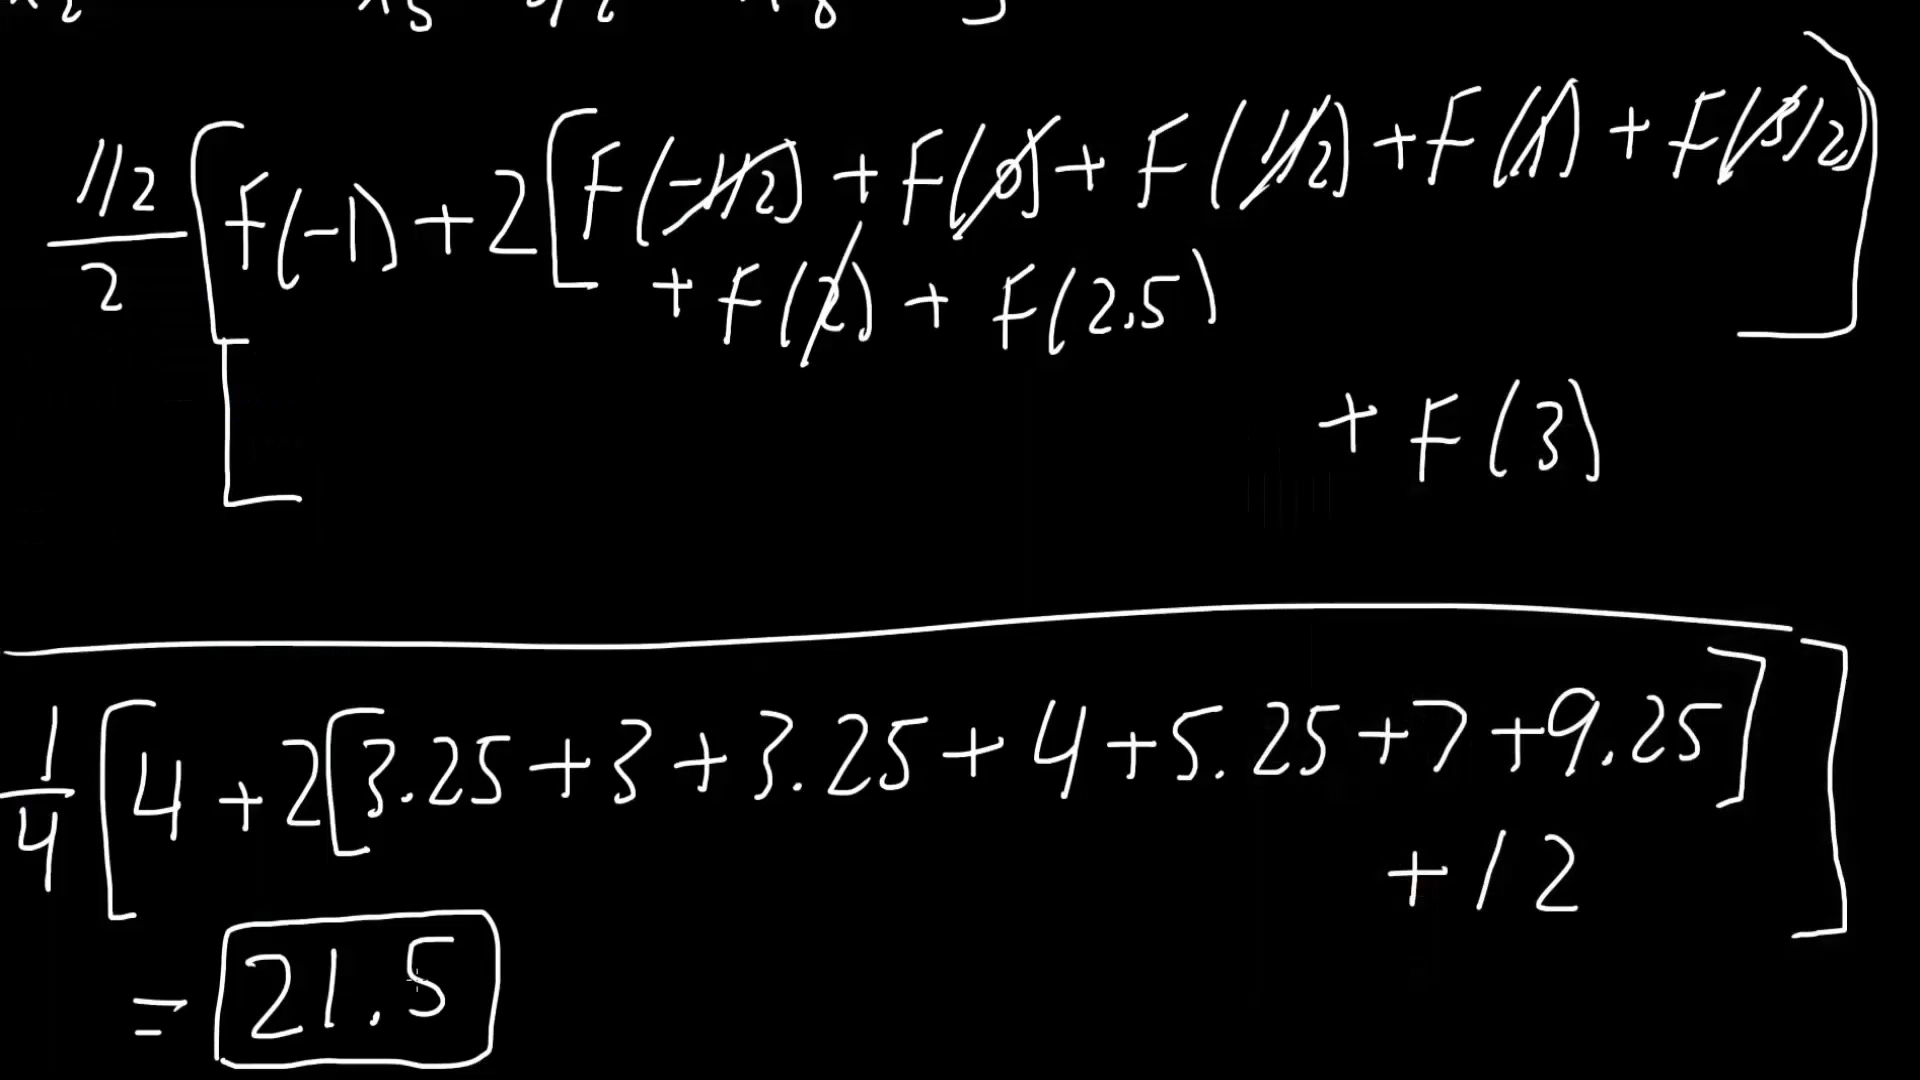 1/2 / 2 [F(-1) + 2[F(-1/2) + F(0) + F(1/2) + F(1) + F(3/2)
+ F(2) + F(2.5)
+ F(3)
1/4 [4 + 2[3.25 + 3 + 3.25 + 4 + 5.25 + 7 + 9.25]
+ 12]
= 21.5